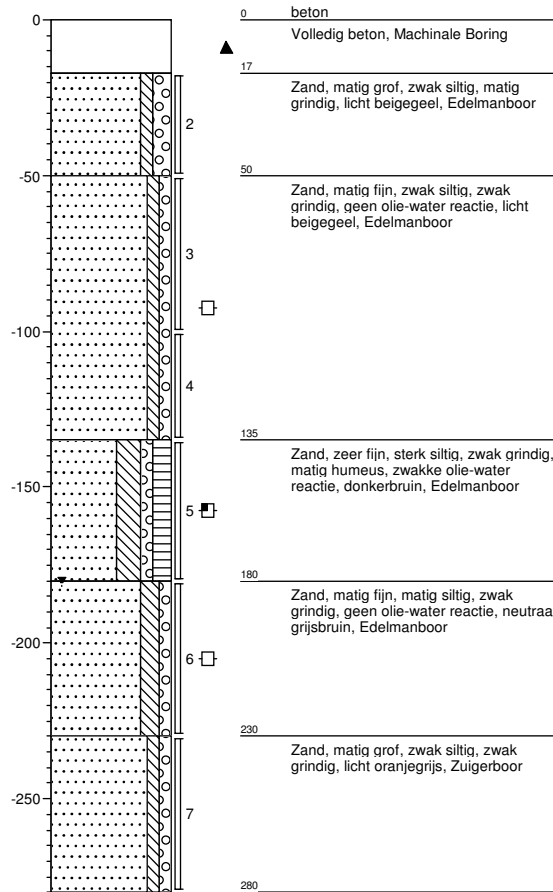 0
-50
-100
-150
-200
-250
2
3
4
5
6
7
0 beton
Volledig beton, Machinale Boring
17
Zand, matig grof, zwak siltig, matig
grindig, licht beigegeel, Edelmanboor
50
Zand, matig fijn, zwak siltig, zwak
grindig, geen olie-water reactie, licht
beigegeel, Edelmanboor
135
Zand, zeer fijn, sterk siltig, zwak grindig,
matig humeus, zwakke olie-water
reactie, donkerbruin, Edelmanboor
180
Zand, matig fijn, matig siltig, zwak
grindig, geen olie-water reactie, neutraa
grijsbruin, Edelmanboor
230
Zand, matig grof, zwak siltig, zwak
grindig, licht oranjegrijs, Zuigerboor
280